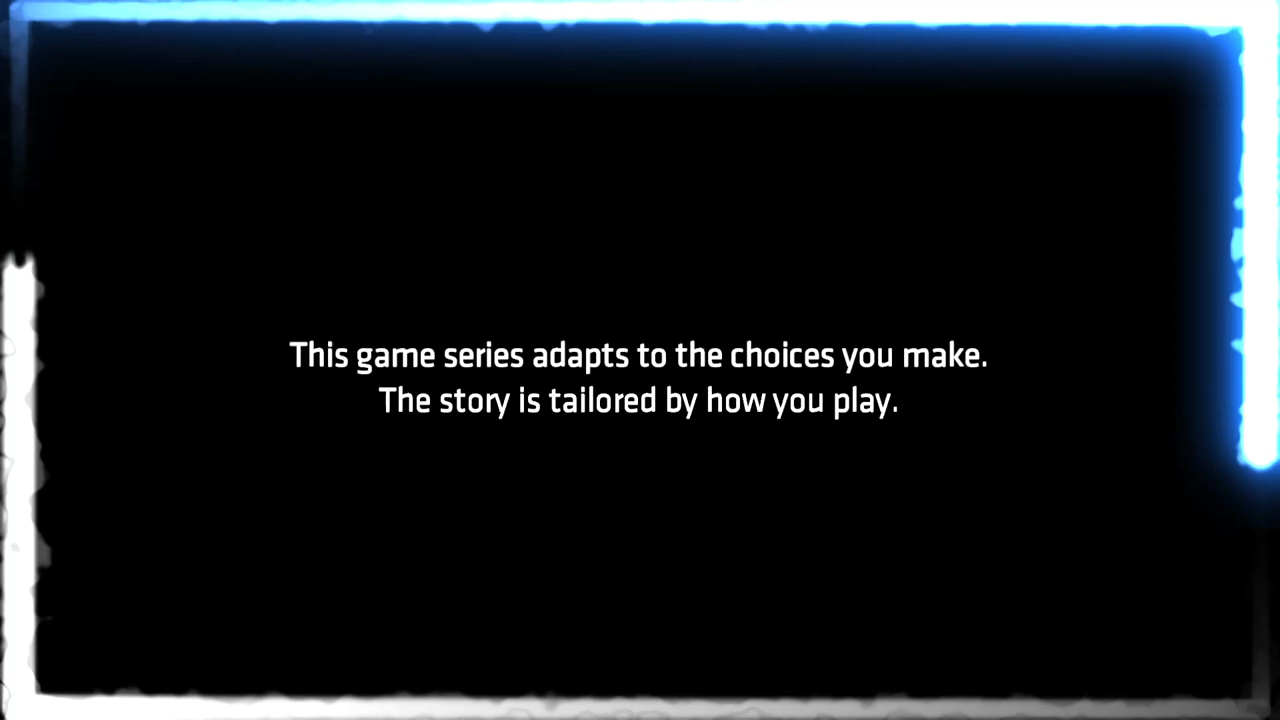 This game series adapts to the choices you make.
The story is tailored by how you play.